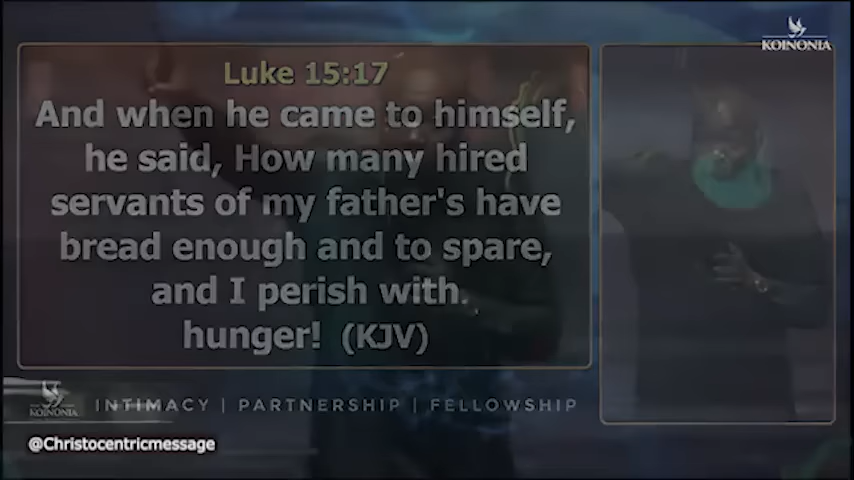 KOINONIA
Luke 15:17
And when he came to himself,
he said, How many hired
servants of my father's have
bread enough and to spare,
and I perish with.
hunger! (KJV)
KOINONIA
INTIMACY | PARTNERSHIP | FELLOWSHIP
@Christocentricmessage